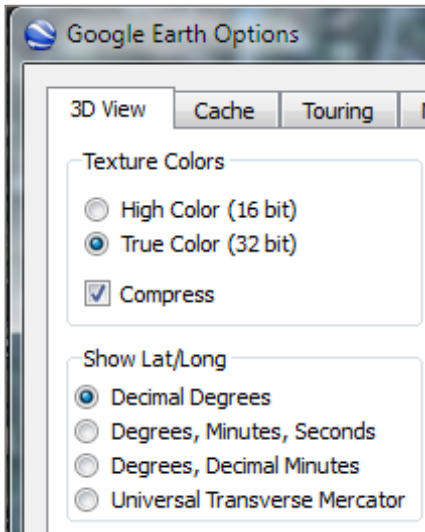 Google Earth Options
3D View Cache Touring
Texture Colors
High Color (16 bit)
True Color (32 bit)
Compress
Show Lat/Long
Decimal Degrees
Degrees, Minutes, Seconds
Degrees, Decimal Minutes
Universal Transverse Mercator